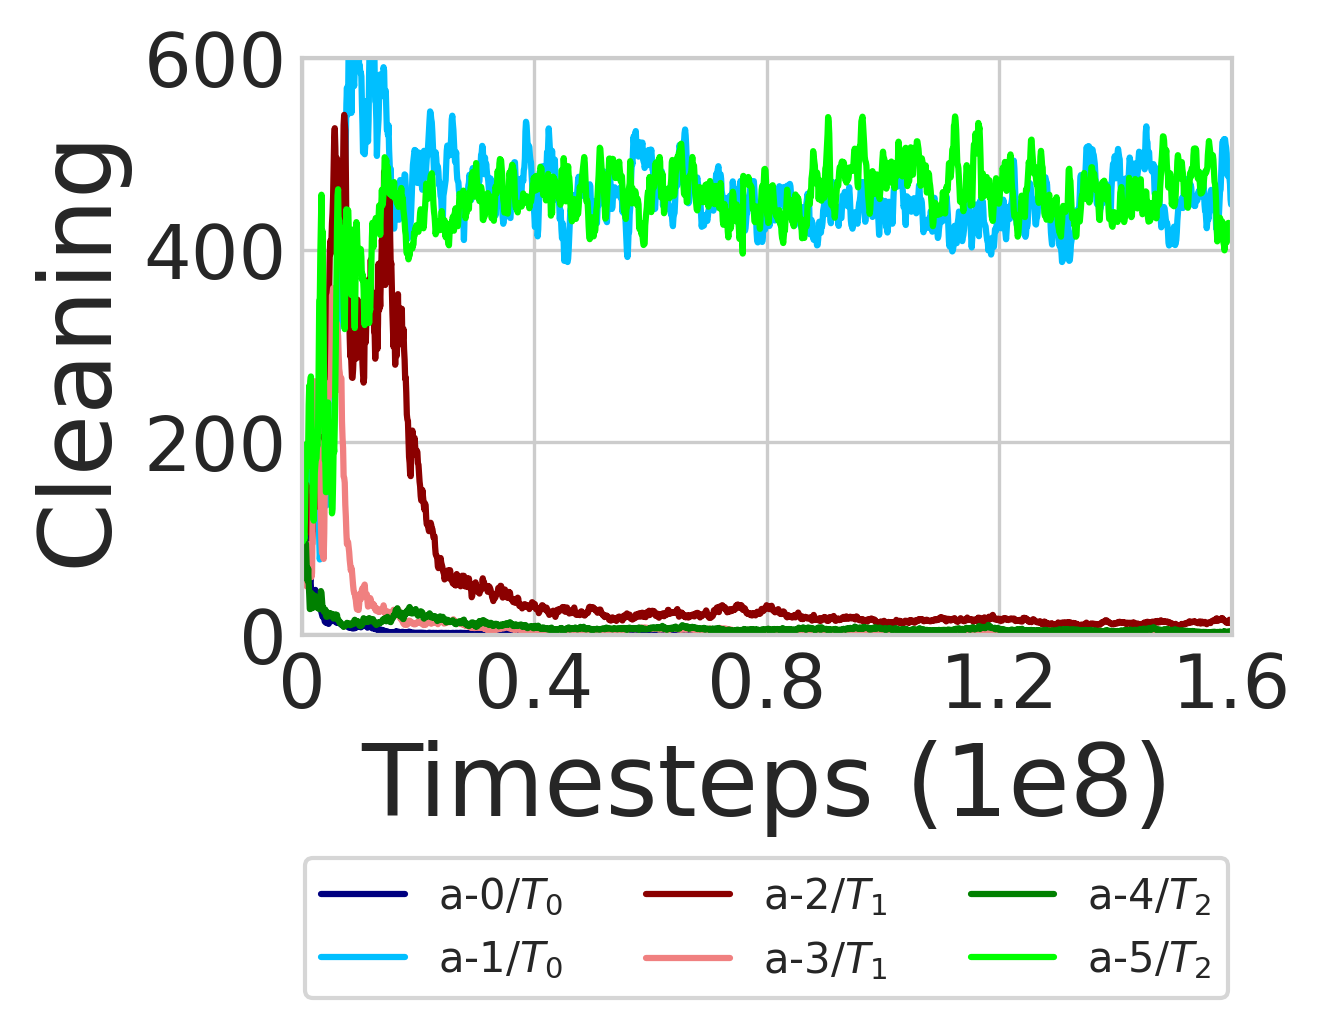 Cleaning
600
400
200
0
0 0.4 0.8 1.2 1.6
Timesteps (1e8)
a-0/T₀ a-2/T₁ a-4/T₂
a-1/T₀ a-3/T₁ a-5/T₂